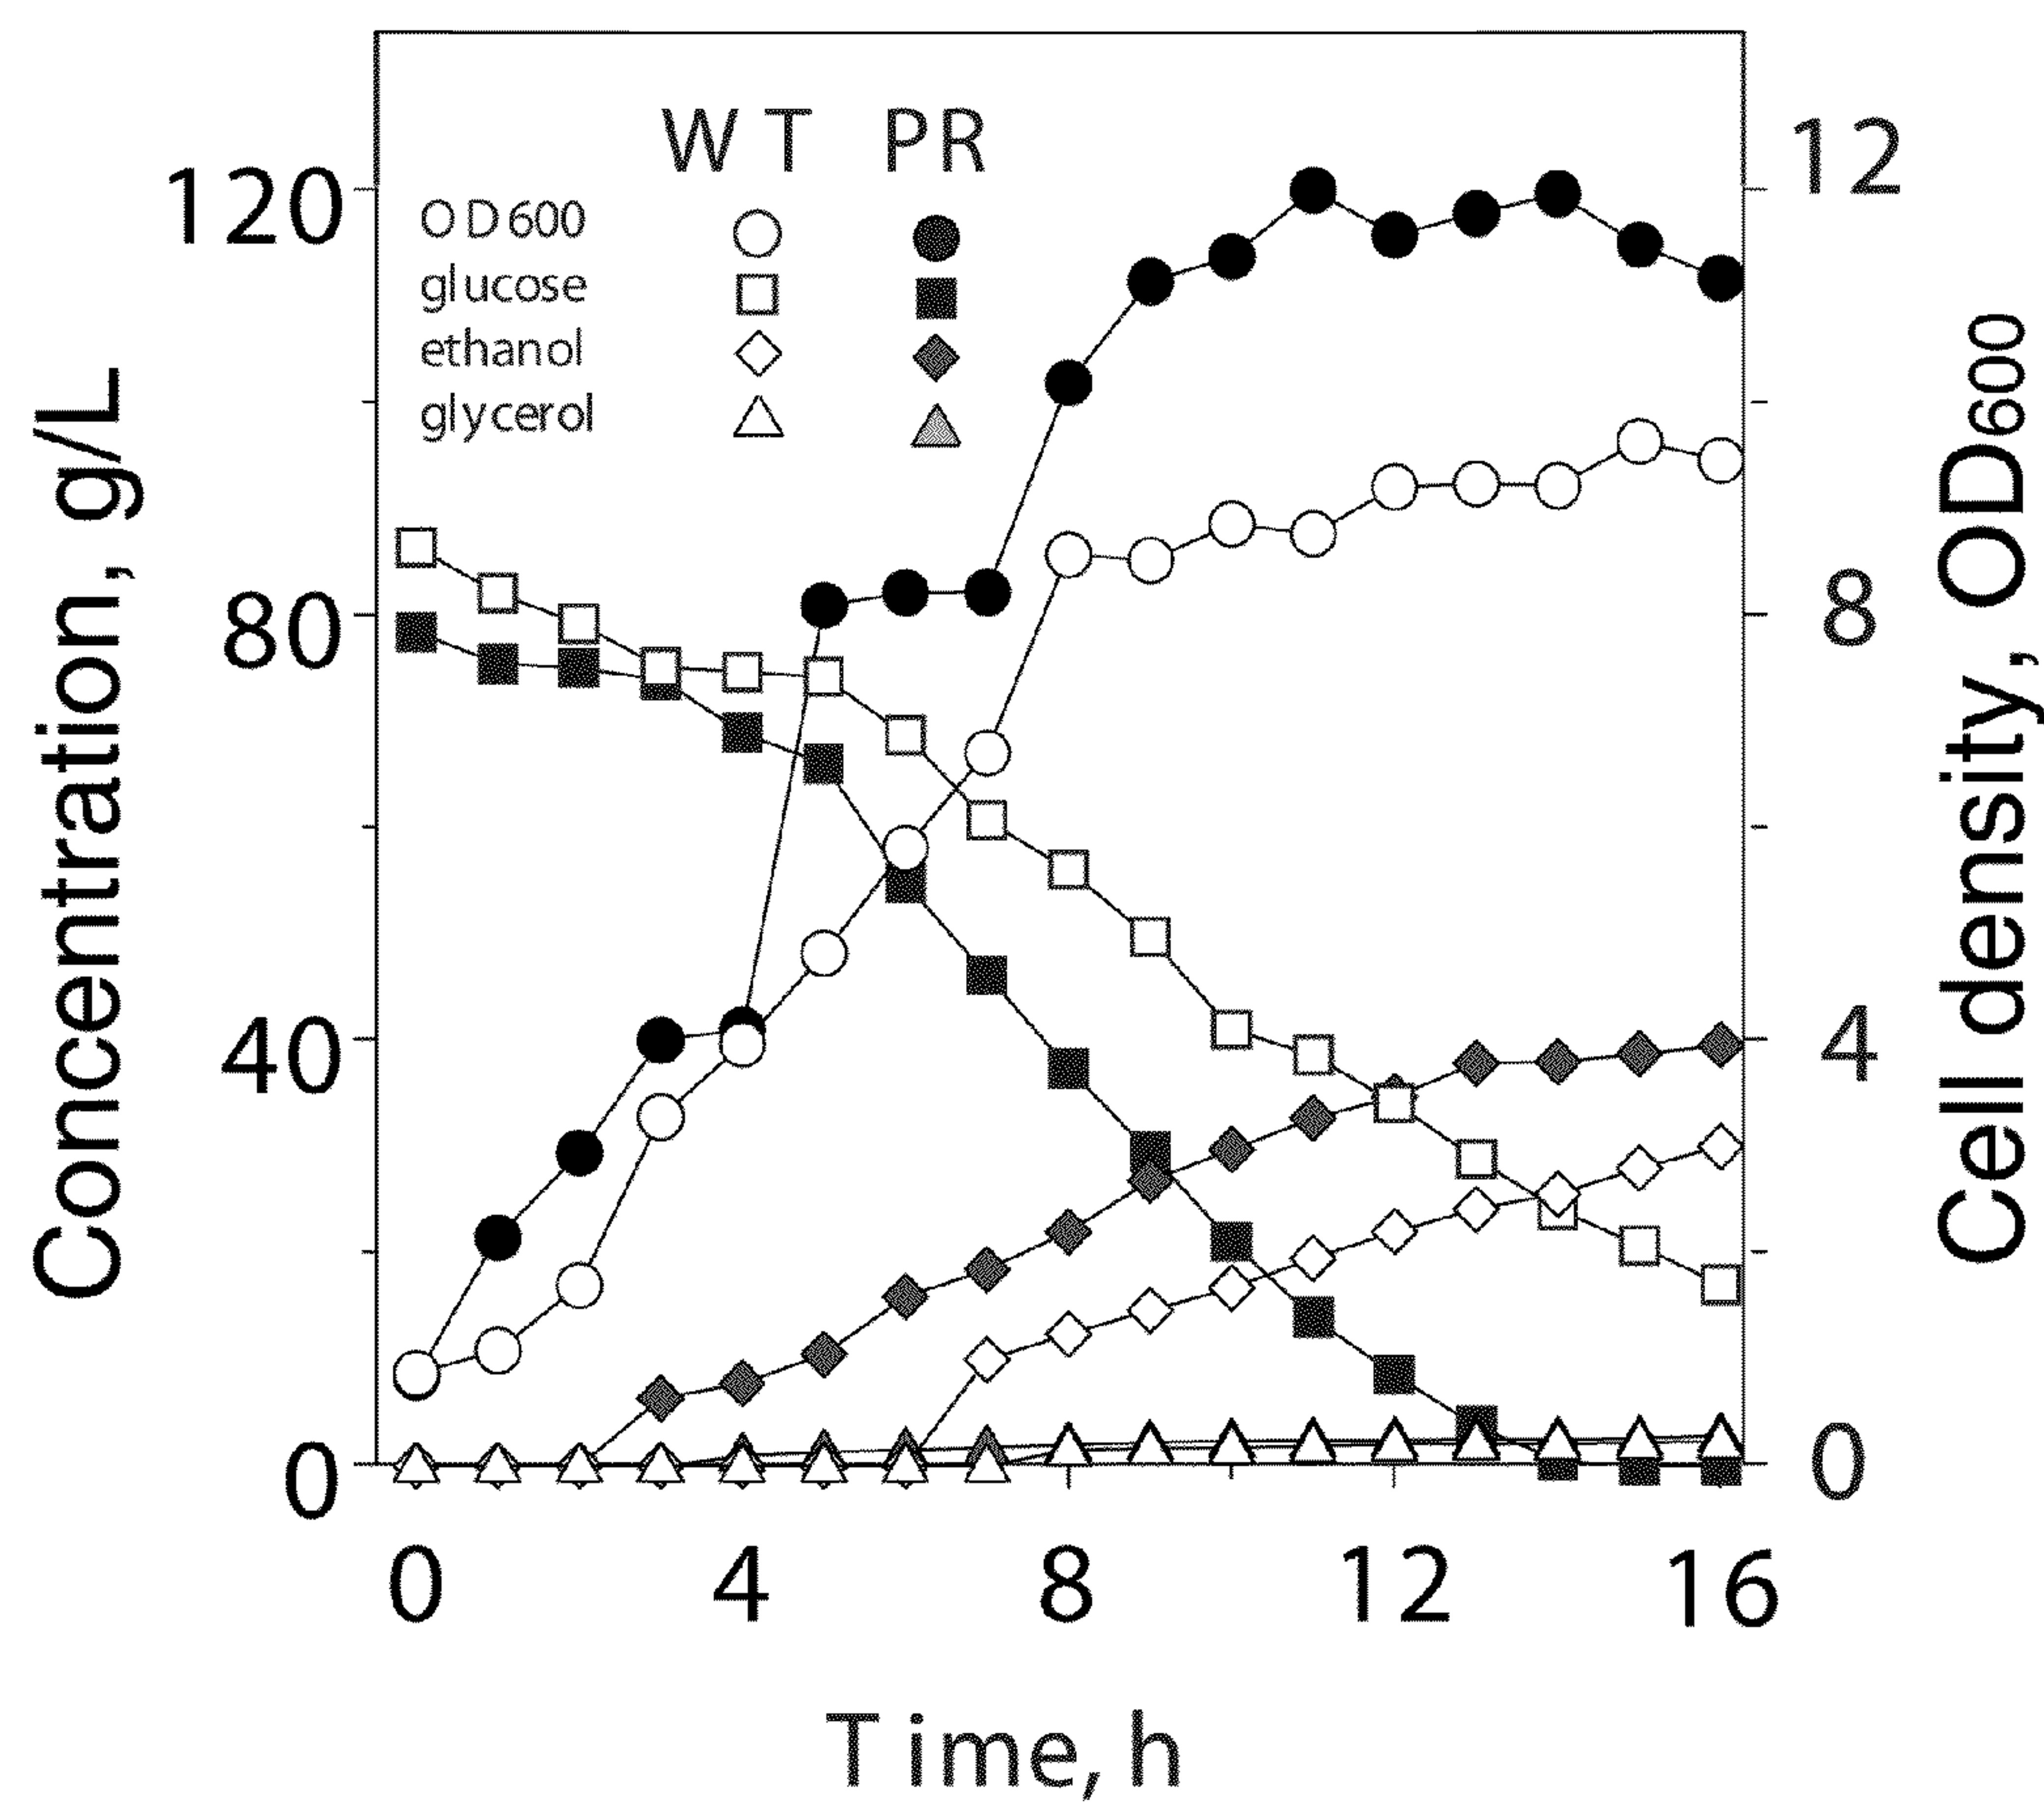 WT PR
OD600
glucose
ethanol
glycerol
Concentration, g/L
120
80
40
0
12
8
4
0
Cell density, OD600
0 4 8 12 16
Time, h